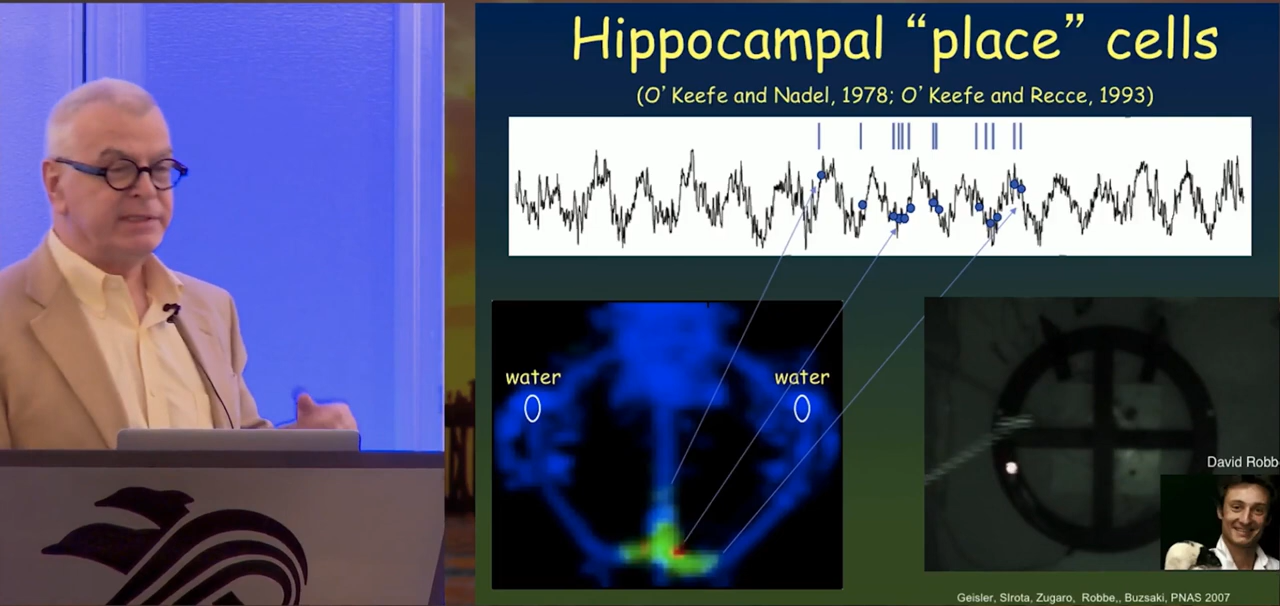 Hippocampal “place” cells
(O’ Keefe and Nadel, 1978; O’ Keefe and Recce, 1993)
water
water
David Robb
Geisler, SIrota, Zugaro, Robbe,, Buzsaki, PNAS 2007